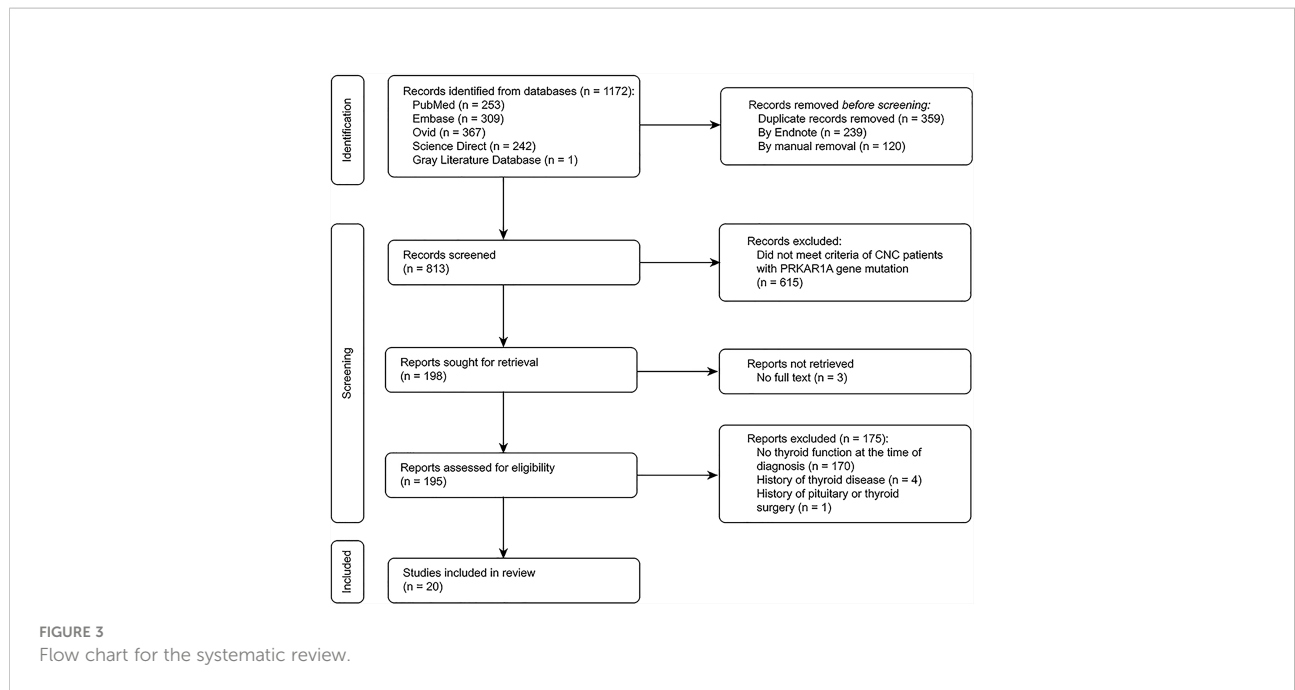 Identification
Records identified from databases (n = 1172):
PubMed (n = 253)
Embase (n = 309)
Ovid (n = 367)
Science Direct (n = 242)
Gray Literature Database (n = 1)
Records removed before screening:
Duplicate records removed (n = 359)
By Endnote (n = 239)
By manual removal (n = 120)
Screening
Records screened
(n = 813)
Records excluded:
Did not meet criteria of CNC patients
with PRKAR1A gene mutation
(n = 615)
Reports sought for retrieval
(n = 198)
Reports not retrieved
No full text (n = 3)
Reports assessed for eligibility
(n = 195)
Reports excluded (n = 175):
No thyroid function at the time of
diagnosis (n = 170)
History of thyroid disease (n = 4)
History of pituitary or thyroid
surgery (n = 1)
Included
Studies included in review
(n = 20)
FIGURE 3
Flow chart for the systematic review.